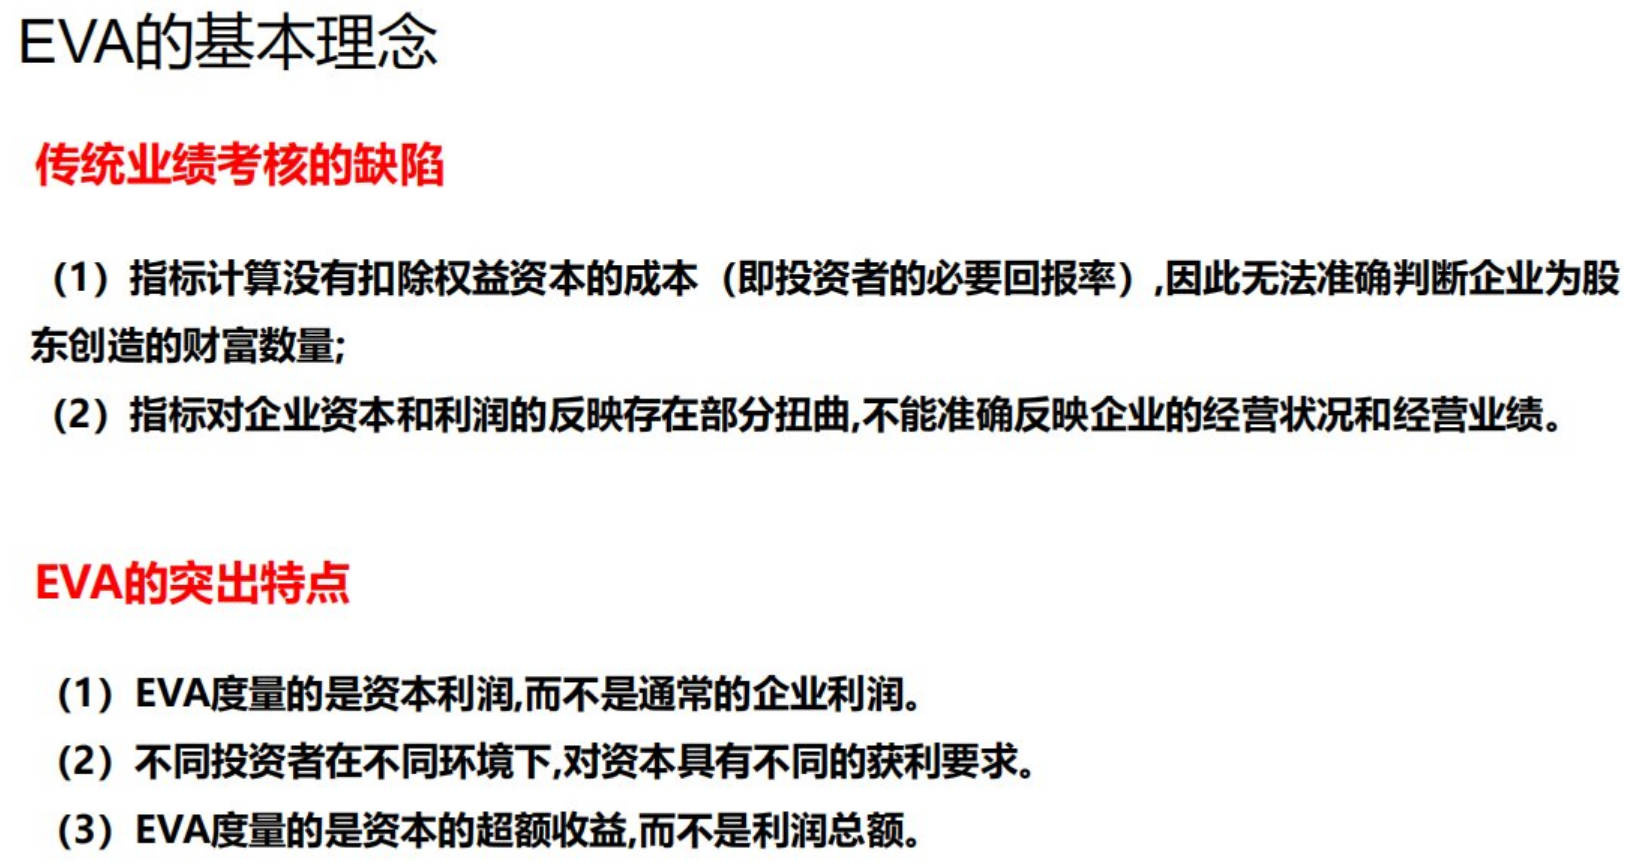 EVA的基本理念
传统业绩考核的缺陷
（1）指标计算没有扣除权益资本的成本（即投资者的必要回报率）,因此无法准确判断企业为股
东创造的财富数量;
（2）指标对企业资本和利润的反映存在部分扭曲,不能准确反映企业的经营状况和经营业绩。
EVA的突出特点
（1）EVA度量的是资本利润,而不是通常的企业利润。
（2）不同投资者在不同环境下,对资本具有不同的获利要求。
（3）EVA度量的是资本的超额收益,而不是利润总额。